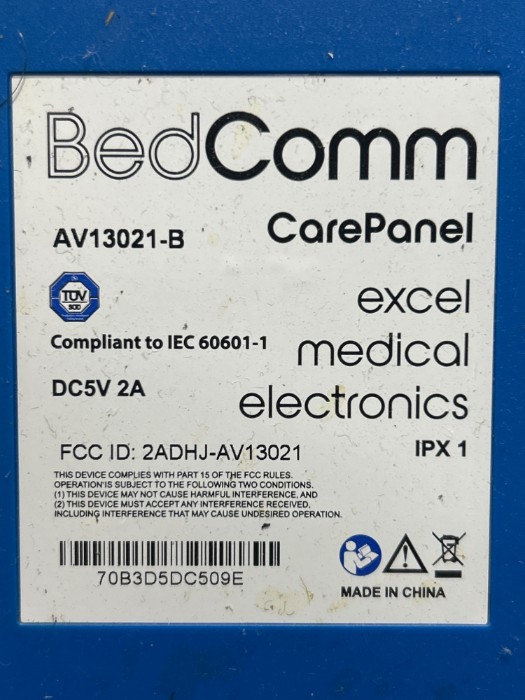 BedComm
CarePanel
AV13021-B
TÜV
SÜD
excel
medical
electronics
Compliant to IEC 60601-1
DC5V 2A
FCC ID: 2ADHJ-AV13021
IPX 1
THIS DEVICE COMPLIES WITH PART 15 OF THE FCC RULES.
OPERATION'IS SUBJECT TO THE FOLLOWING TWO CONDITIONS.
(1) THIS DEVICE MAY NOT CAUSE HARMFUL INTERFERENCE, AND
(2) THIS DEVICE MUST ACCEPT ANY INTERFERENCE RECEIVED,
INCLUDING INTERFERENCE THAT MAY CAUSE UNDESIRED OPERATION.
70B3D5DC509E
MADE IN CHINA